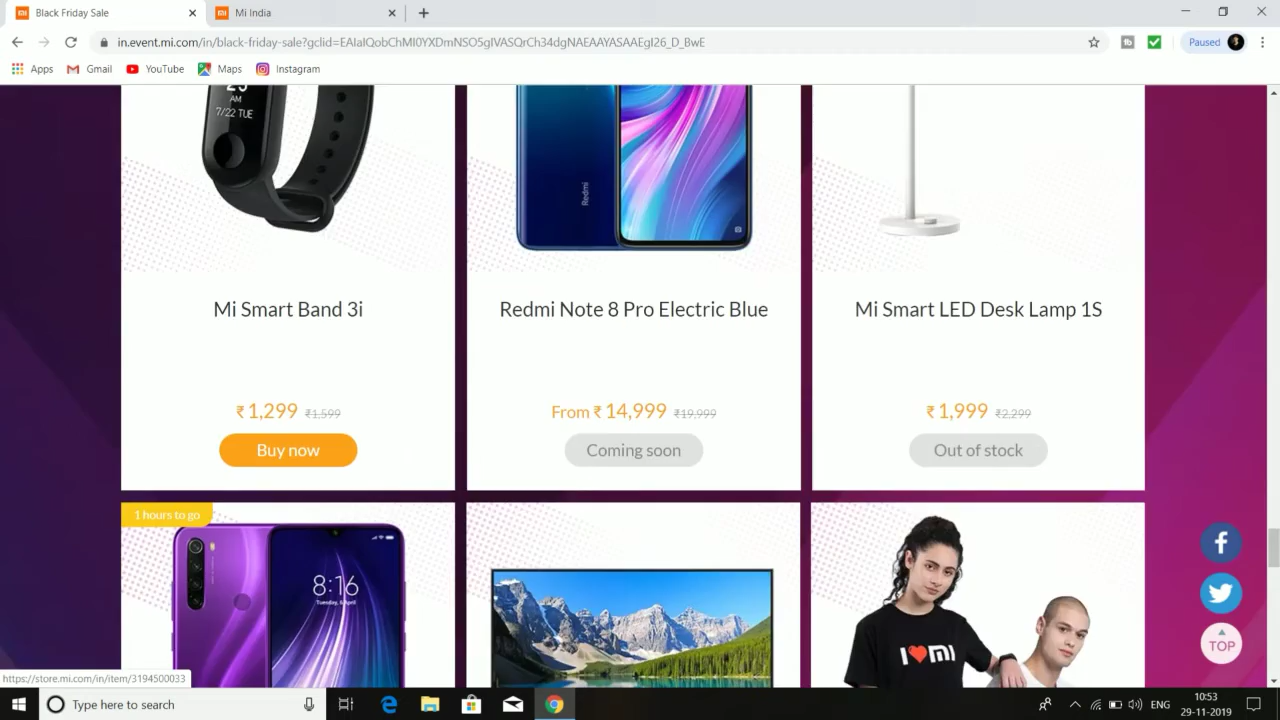 Black Friday Sale
Mi India
in.event.mi.com/in/black-friday-sale?gclid=EAIaIQobChMI0YXDmNSO5gIVASQrCh34dgNAEAAYASAAEgI26_D_BwE
Paused
Apps
Gmail
YouTube
Maps
Instagram
AM
7/22 TUE
Redmi
Mi Smart Band 3i
Redmi Note 8 Pro Electric Blue
Mi Smart LED Desk Lamp 1S
₹ 1,299 ₹1,599
From ₹ 14,999 ₹19,999
₹ 1,999 ₹2,299
Buy now
Coming soon
Out of stock
1 hours to go
8:16
I ❤ mi
TOP
https://store.mi.com/in/item/3194500033
Type here to search
ENG
10:53
29-11-2019